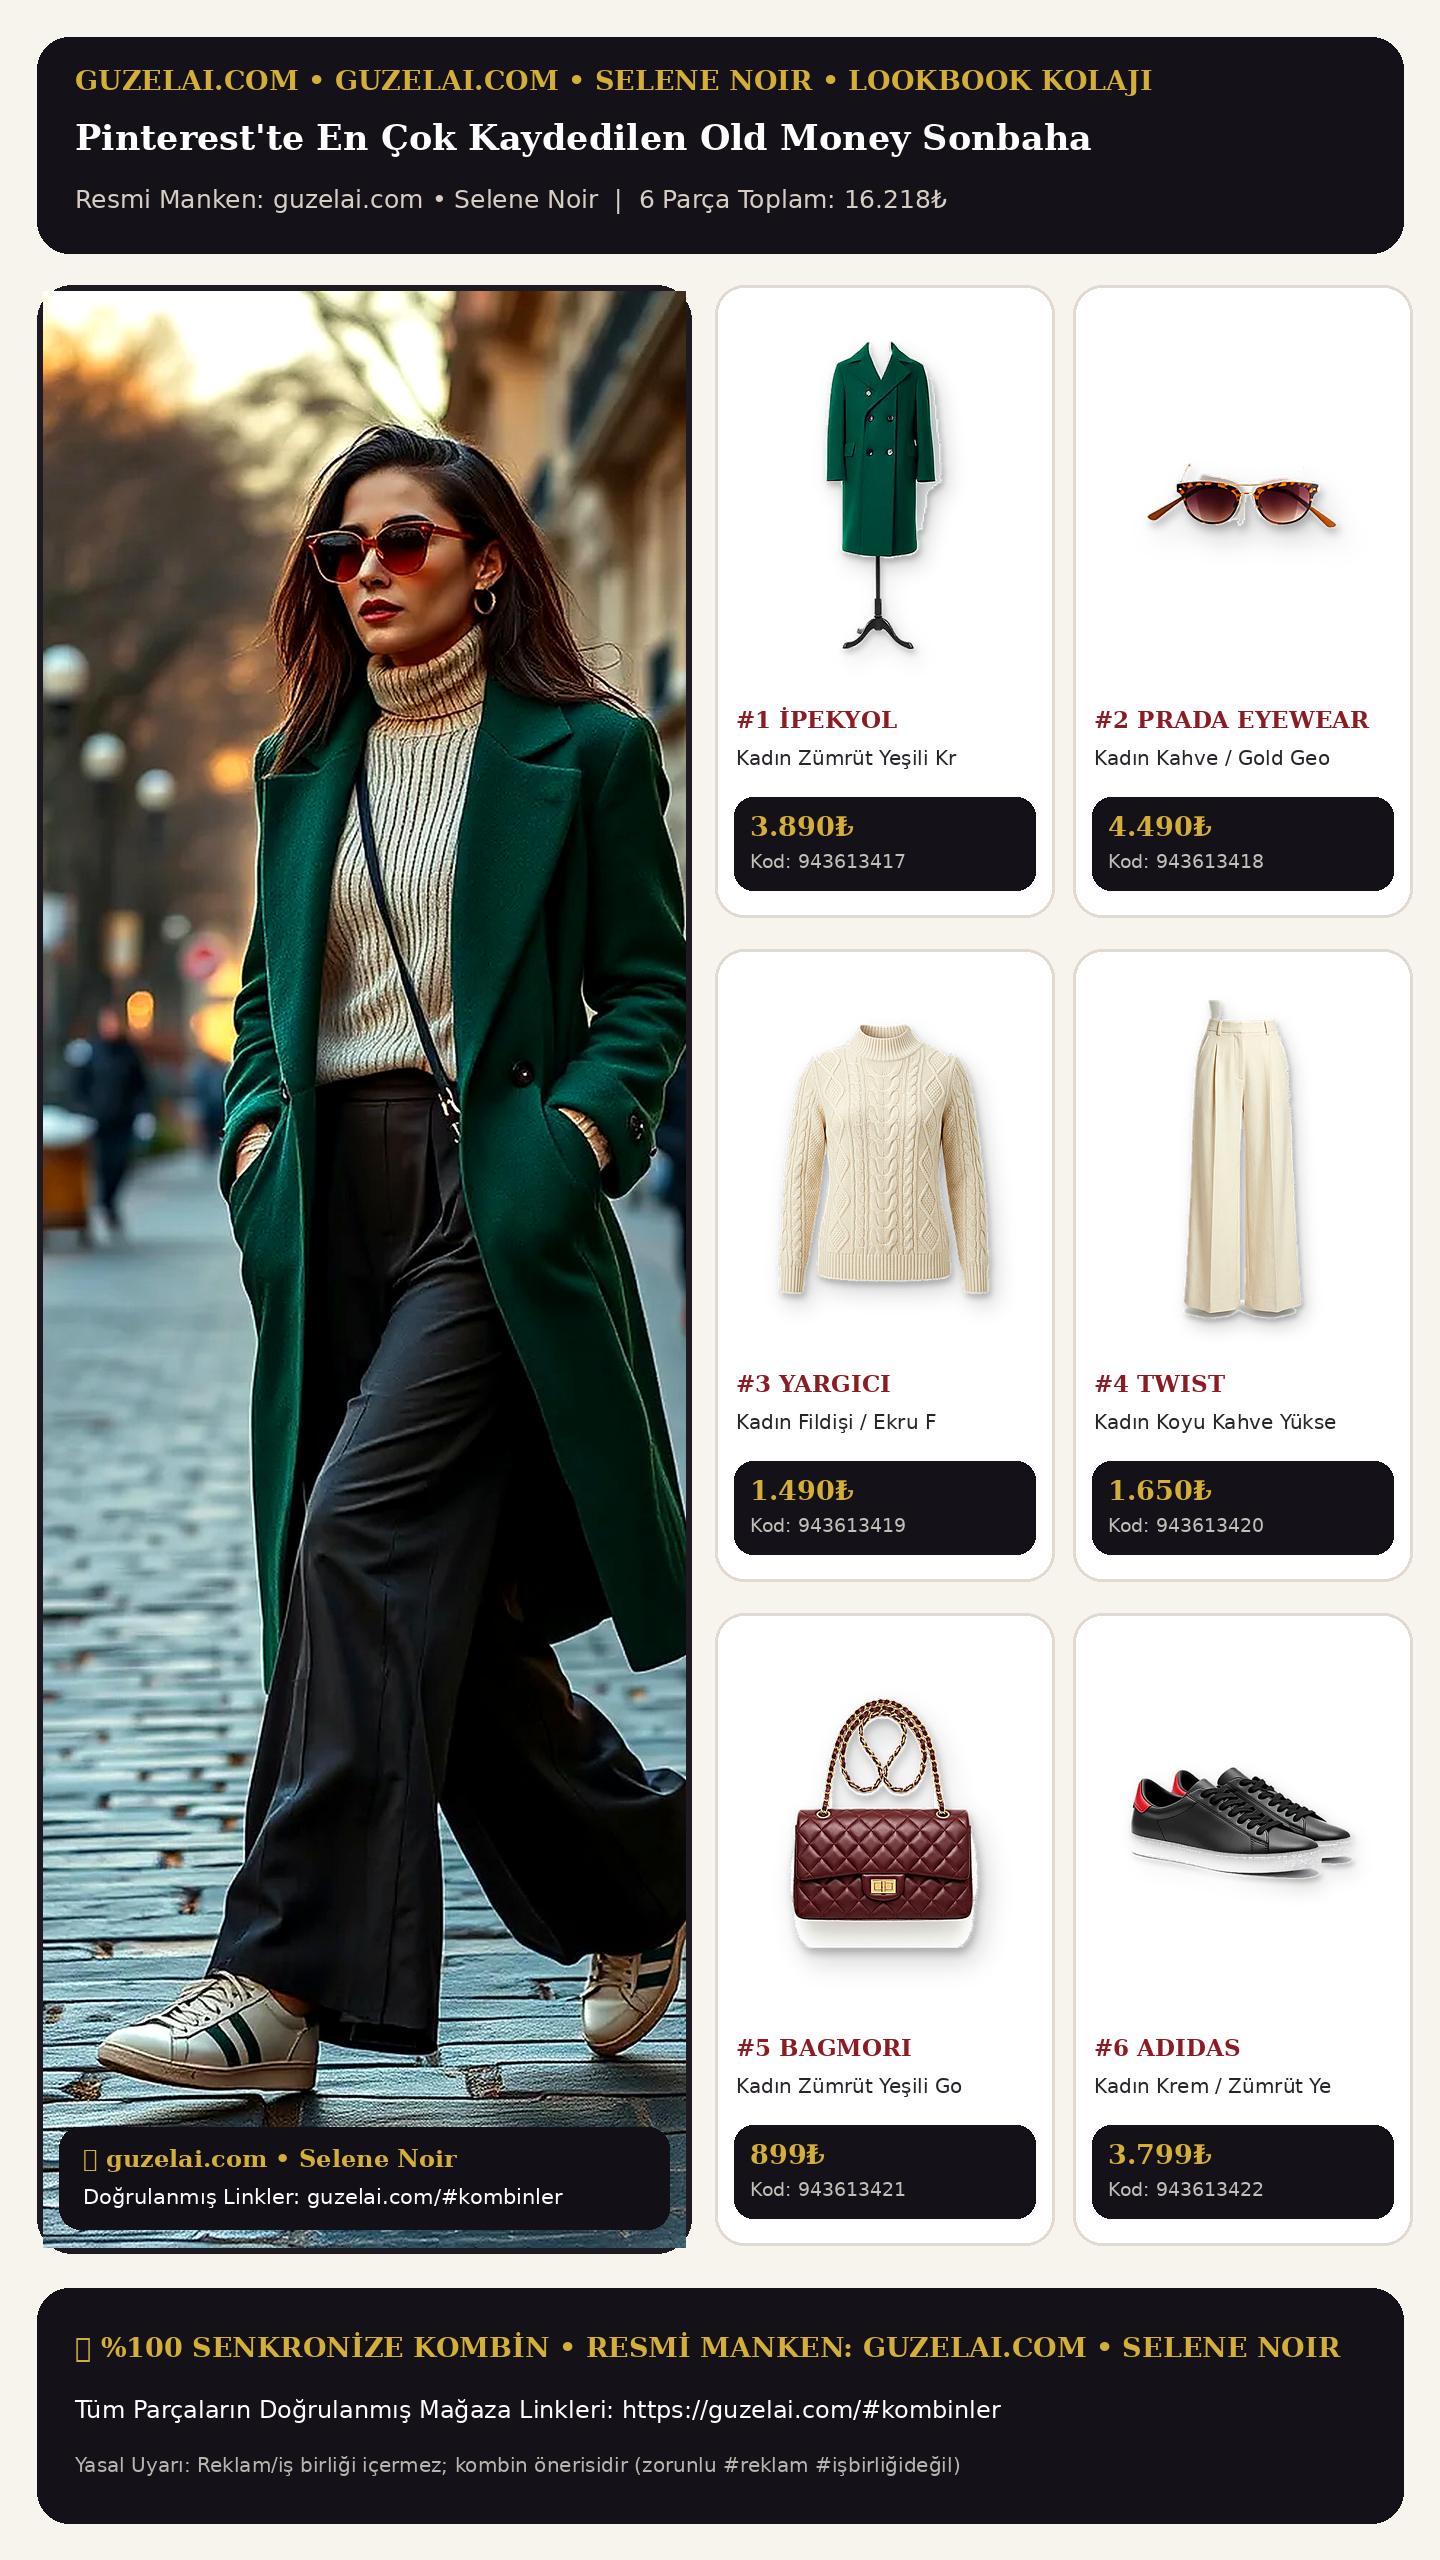 GUZELAI.COM • GUZELAI.COM • SELENE NOIR • LOOKBOOK KOLAJI
Pinterest'te En Çok Kaydedilen Old Money Sonbaha
Resmi Manken: guzelai.com • Selene Noir | 6 Parça Toplam: 16.218₺
#1 İPEKYOL
Kadın Zümrüt Yeşili Kr
3.890₺
Kod: 943613417
#2 PRADA EYEWEAR
Kadın Kahve / Gold Geo
4.490₺
Kod: 943613418
#3 YARGICI
Kadın Fildişi / Ekru F
1.490₺
Kod: 943613419
#4 TWIST
Kadın Koyu Kahve Yükse
1.650₺
Kod: 943613420
#5 BAGMORI
Kadın Zümrüt Yeşili Go
899₺
Kod: 943613421
#6 ADIDAS
Kadın Krem / Zümrüt Ye
3.799₺
Kod: 943613422
guzelai.com • Selene Noir
Doğrulanmış Linkler: guzelai.com/#kombinler
%100 SENKRONİZE KOMBİN • RESMİ MANKEN: GUZELAI.COM • SELENE NOIR
Tüm Parçaların Doğrulanmış Mağaza Linkleri: https://guzelai.com/#kombinler
Yasal Uyarı: Reklam/iş birliği içermez; kombin önerisidir (zorunlu #reklam #işbirliğideğil)